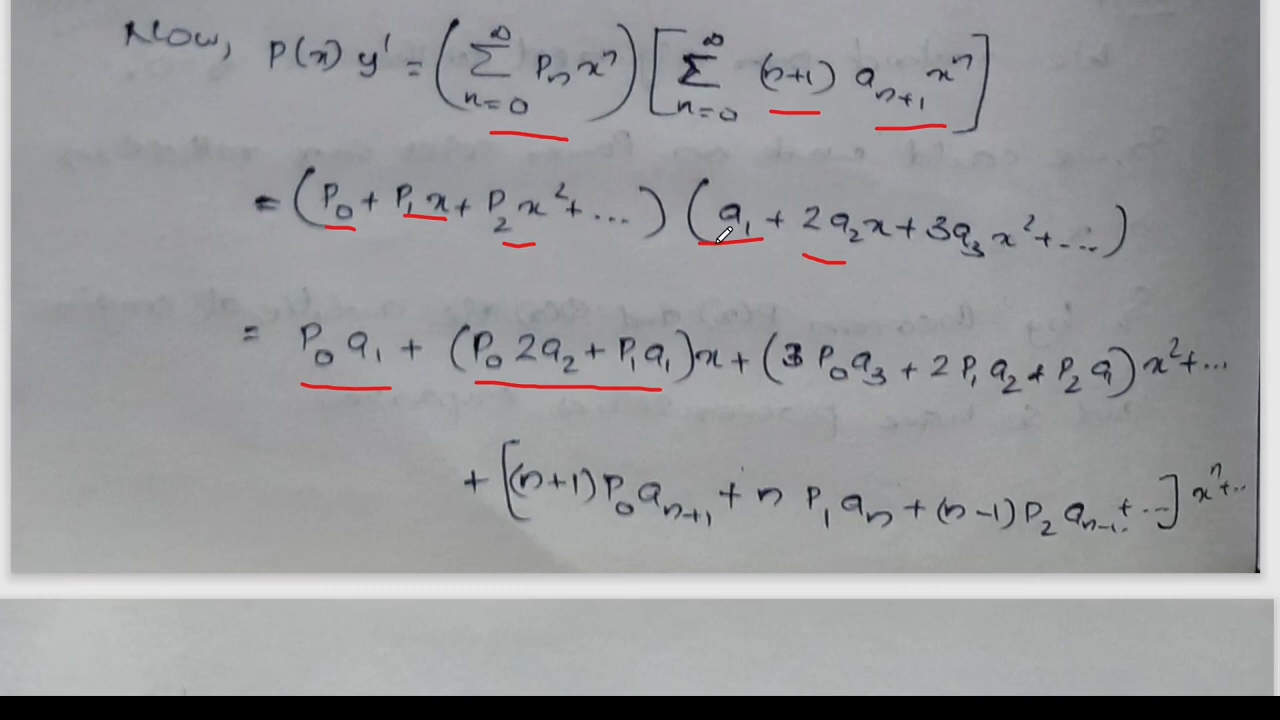 Now, P(x) y' = (∑_{n=0}^{∞} P_n x^n) [∑_{n=0}^{∞} (n+1) a_{n+1} x^n]
= (P_0 + P_1 x + P_2 x^2 + ...) (a_1 + 2a_2 x + 3a_3 x^2 + ...)
= P_0 a_1 + (P_0 2a_2 + P_1 a_1)x + (3 P_0 a_3 + 2 P_1 a_2 + P_2 a_1) x^2 + ...
+ [(n+1) P_0 a_{n+1} + n P_1 a_n + (n-1) P_2 a_{n-1} + ...] x^n + ...